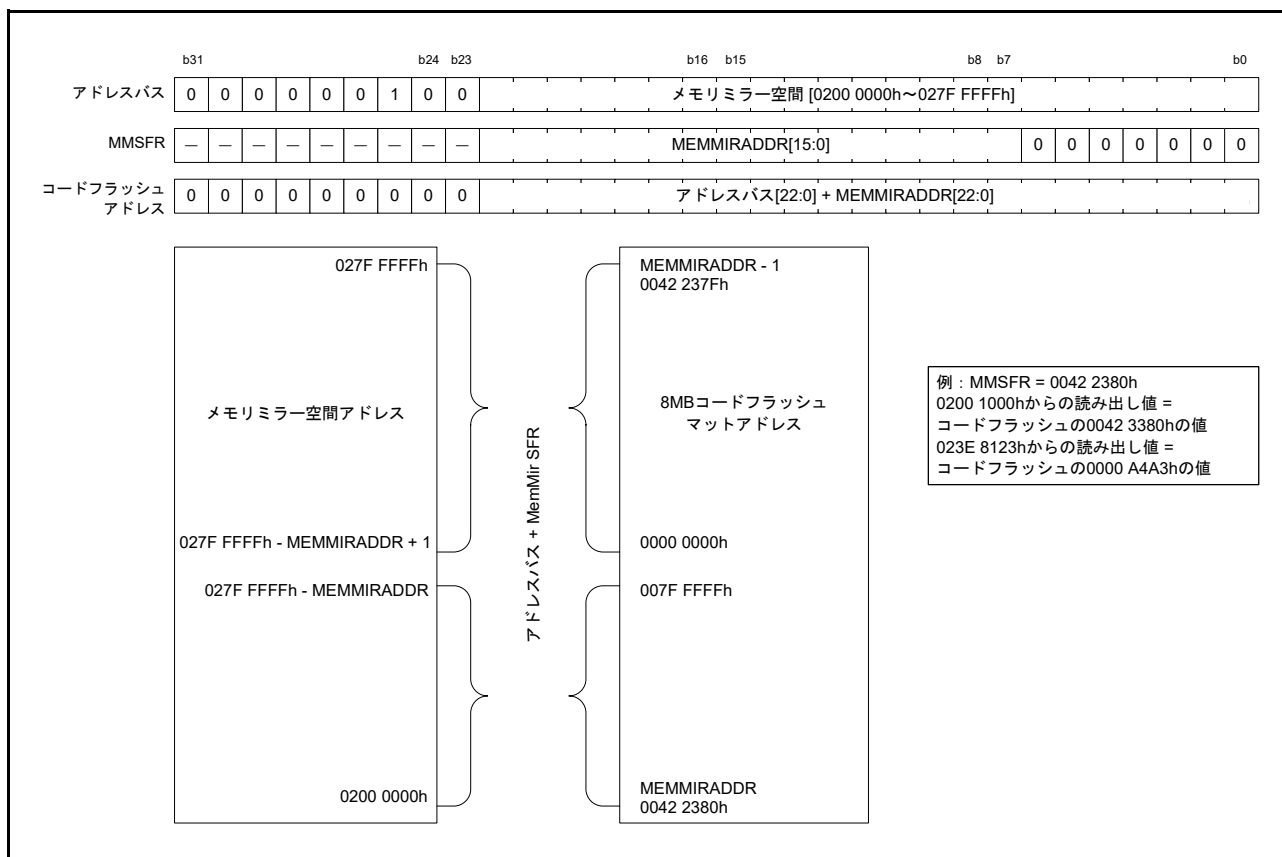 b31 b24 b23 b16 b15 b8 b7 b0
アドレスバス 0 0 0 0 0 0 1 0 0 メモリミラー空間 [0200 0000h～027F FFFFh]
MMSFR — — — — — — — — — MEMMIRADDR[15:0] 0 0 0 0 0 0 0
コードフラッシュ
アドレス 0 0 0 0 0 0 0 0 0 アドレスバス[22:0] + MEMMIRADDR[22:0]
027F FFFFh
メモリミラー空間アドレス
027F FFFFh - MEMMIRADDR + 1
027F FFFFh - MEMMIRADDR
0200 0000h
アドレスバス + MemMir SFR
MEMMIRADDR - 1
0042 237Fh
8MBコードフラッシュ
マットアドレス
0000 0000h
007F FFFFh
MEMMIRADDR
0042 2380h
例：MMSFR = 0042 2380h
0200 1000hからの読み出し値 =
コードフラッシュの0042 3380hの値
023E 8123hからの読み出し値 =
コードフラッシュの0000 A4A3hの値